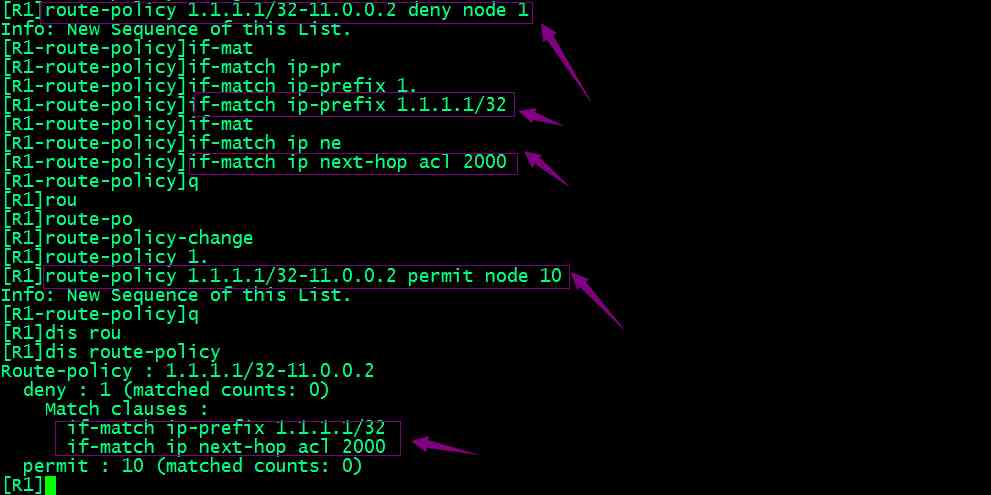 [R1]route-policy 1.1.1.1/32-11.0.0.2 deny node 1
Info: New Sequence of this List.
[R1-route-policy]if-mat
[R1-route-policy]if-match ip-pr
[R1-route-policy]if-match ip-prefix 1.
[R1-route-policy]if-match ip-prefix 1.1.1.1/32
[R1-route-policy]if-mat
[R1-route-policy]if-match ip ne
[R1-route-policy]if-match ip next-hop acl 2000
[R1-route-policy]q
[R1]rou
[R1]route-po
[R1]route-policy-change
[R1]route-policy 1.
[R1]route-policy 1.1.1.1/32-11.0.0.2 permit node 10
Info: New Sequence of this List.
[R1-route-policy]q
[R1]dis rou
[R1]dis route-policy
Route-policy : 1.1.1.1/32-11.0.0.2
  deny : 1 (matched counts: 0)
    Match clauses :
      if-match ip-prefix 1.1.1.1/32
      if-match ip next-hop acl 2000
  permit : 10 (matched counts: 0)
[R1]